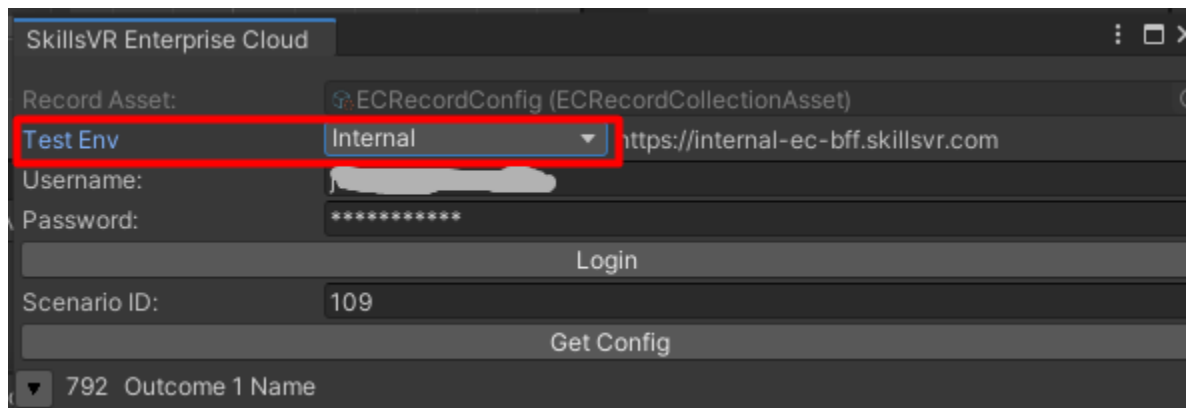 SkillsVR Enterprise Cloud
Record Asset: ECRecordConfig (ECRecordCollectionAsset)
Test Env Internal https://internal-ec-bff.skillsvr.com
Username:
Password: ***********
Login
Scenario ID: 109
Get Config
792 Outcome 1 Name